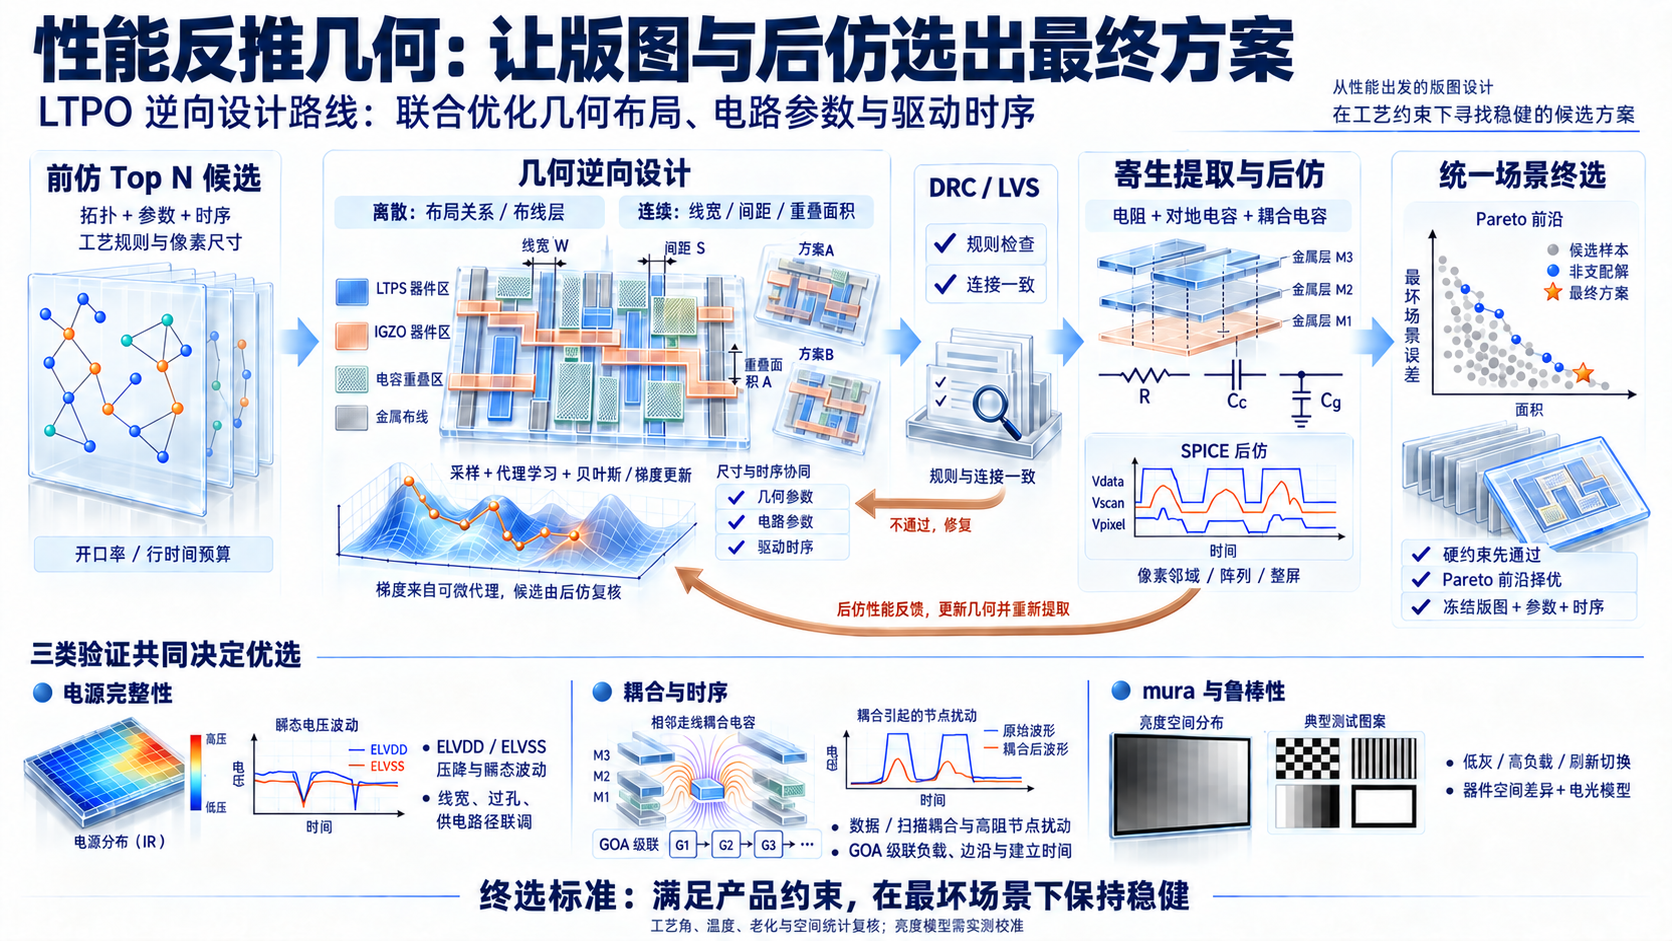 性能反推几何：让版图与后仿选出最终方案
LTPO 逆向设计路线：联合优化几何布局、电路参数与驱动时序
从性能出发的版图设计
在工艺约束下寻找稳健的候选方案
前仿 Top N 候选
拓扑 + 参数 + 时序
工艺规则与像素尺寸
开口率 / 行时间预算
几何逆向设计
离散：布局关系 / 布线层
连续：线宽 / 间距 / 重叠面积
线宽 W
间距 S
LTPS 器件区
IGZO 器件区
电容重叠区
金属布线
重叠面
积 A
方案A
方案B
采样 + 代理学习 + 贝叶斯 / 梯度更新
梯度来自可微代理，候选由后仿复核
尺寸与时序协同
几何参数
电路参数
驱动时序
DRC / LVS
规则检查
连接一致
规则与连接一致
不通过，修复
后仿性能反馈，更新几何并重新提取
寄生提取与后仿
电阻 + 对地电容 + 耦合电容
金属层 M3
金属层 M2
金属层 M1
R
Cc
Cg
SPICE 后仿
Vdata
Vscan
Vpixel
时间
像素邻域 / 阵列 / 整屏
统一场景终选
Pareto 前沿
候选样本
非支配解
最终方案
最坏场景误差
面积
硬约束先通过
Pareto 前沿择优
冻结版图 + 参数 + 时序
三类验证共同决定优选
电源完整性
高压
低压
电源分布（IR）
瞬态电压波动
ELVDD
ELVSS
电压
时间
ELVDD / ELVSS
压降与瞬态波动
线宽、过孔、
供电路径联调
耦合与时序
相邻走线耦合电容
M3
M2
M1
GOA 级联
G1
G2
G3
···
耦合引起的节点扰动
原始波形
耦合后波形
电压
时间
数据 / 扫描耦合与高阻节点扰动
GOA 级联负载、边沿与建立时间
mura 与鲁棒性
亮度空间分布
典型测试图案
低灰 / 高负载 / 刷新切换
器件空间差异 + 电光模型
终选标准：满足产品约束，在最坏场景下保持稳健
工艺角、温度、老化与空间统计复核；亮度模型需实测校准